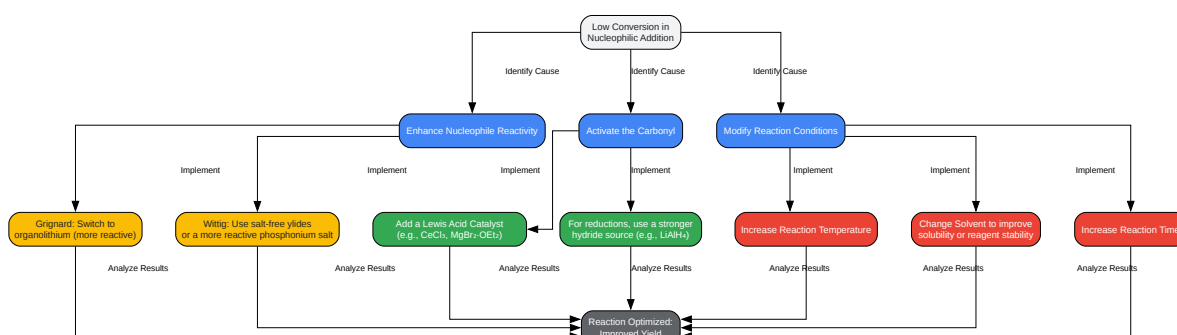 Low Conversion in
Nucleophilic Addition
Identify Cause
Identify Cause
Identify Cause
Enhance Nucleophile Reactivity
Activate the Carbonyl
Modify Reaction Conditions
Implement
Implement
Implement
Implement
Implement
Implement
Implement
Grignard: Switch to
organolithium (more reactive)
Wittig: Use salt-free ylides
or a more reactive phosphonium salt
Add a Lewis Acid Catalyst
(e.g., CeCl₃, MgBr₂-OEt₂)
For reductions, use a stronger
hydride source (e.g., LiAlH₄)
Increase Reaction Temperature
Change Solvent to improve
solubility or reagent stability
Increase Reaction Time
Analyze Results
Analyze Results
Analyze Results
Analyze Results
Analyze Results
Analyze Results
Analyze Results
Reaction Optimized:
Improved Yield